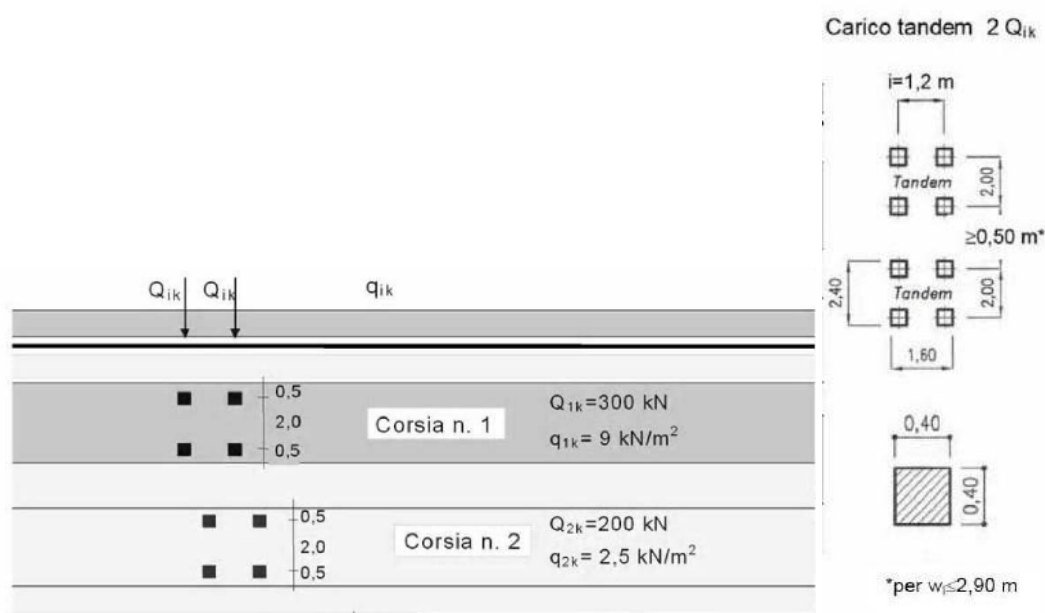 Carico tandem 2 Qik
i=1,2 m
Tandem
2,00
≥0,50 m*
Tandem
2,40
2,00
1,60
0,40
0,40
*per wl≤2,90 m
Qik Qik qik
0,5
2,0
0,5
Corsia n. 1
Q1k=300 kN
q1k= 9 kN/m²
0,5
2,0
0,5
Corsia n. 2
Q2k=200 kN
q2k= 2,5 kN/m²